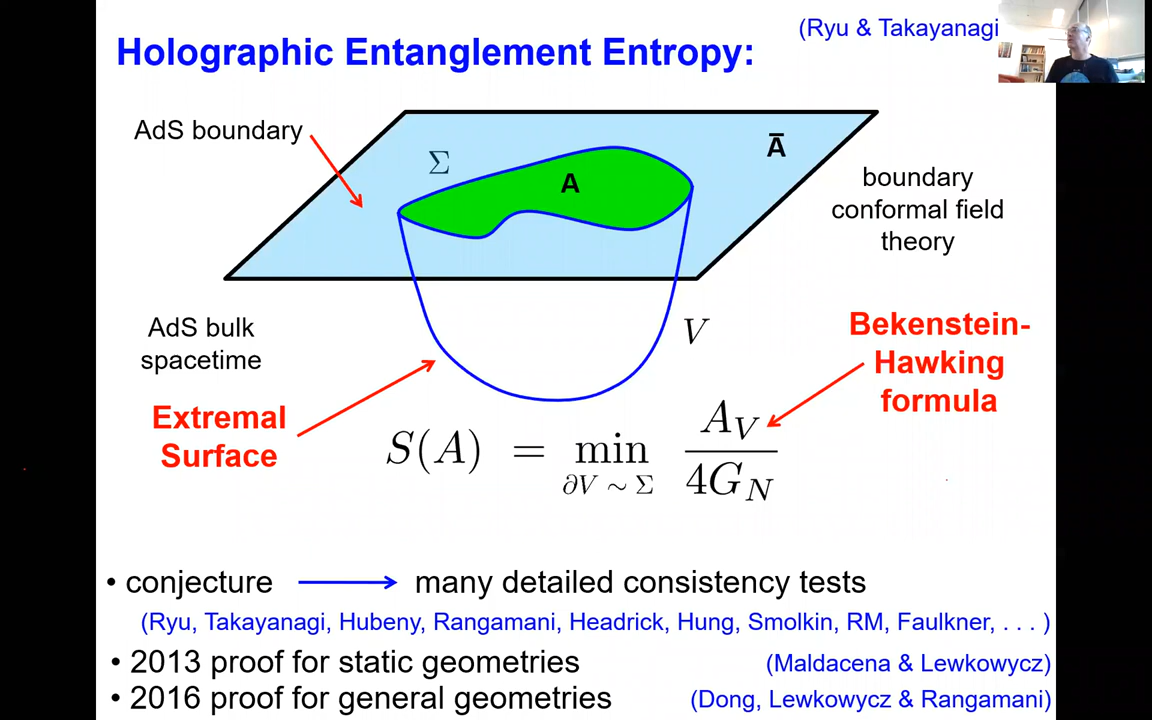 Holographic Entanglement Entropy:
(Ryu & Takayanagi
AdS boundary
Σ
A
Ā
boundary
conformal field
theory
AdS bulk
spacetime
V
Bekenstein-
Hawking
formula
Extremal
Surface
S(A) = min_{∂V ~ Σ} A_V / 4G_N
• conjecture → many detailed consistency tests
(Ryu, Takayanagi, Hubeny, Rangamani, Headrick, Hung, Smolkin, RM, Faulkner, . . . )
• 2013 proof for static geometries (Maldacena & Lewkowycz)
• 2016 proof for general geometries (Dong, Lewkowycz & Rangamani)